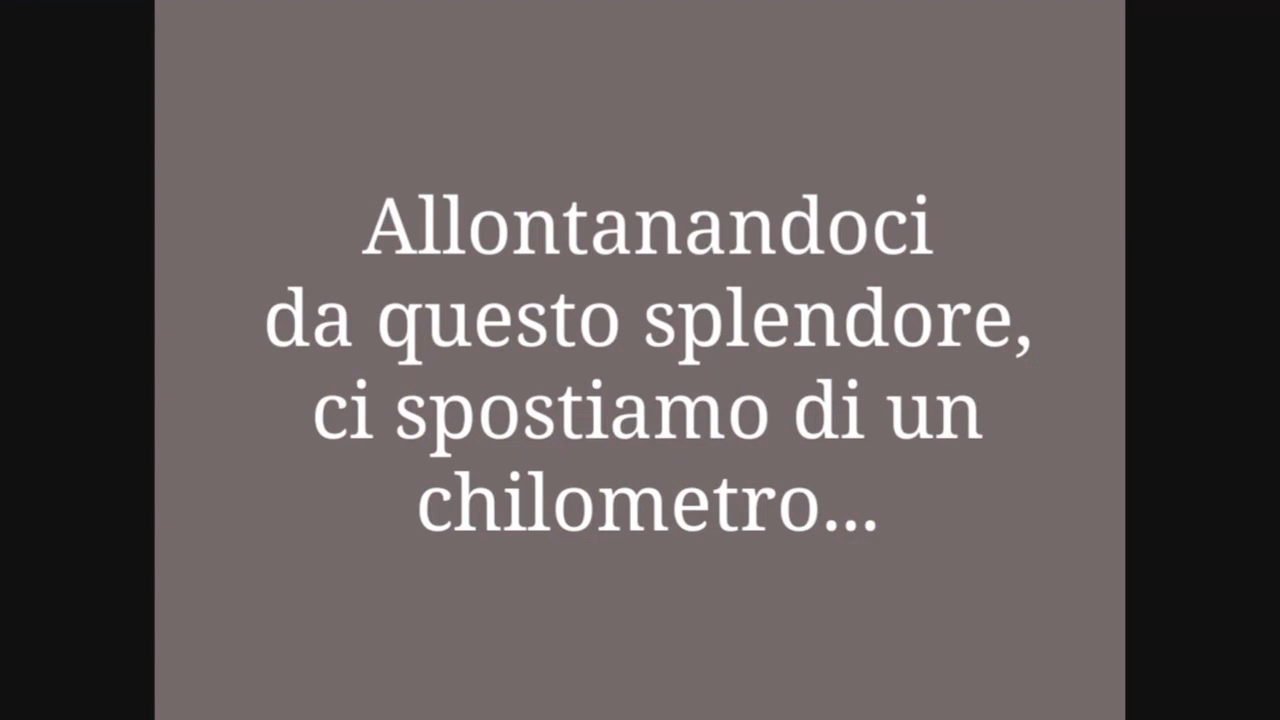 Allontanandoci
da questo splendore,
ci spostiamo di un
chilometro...